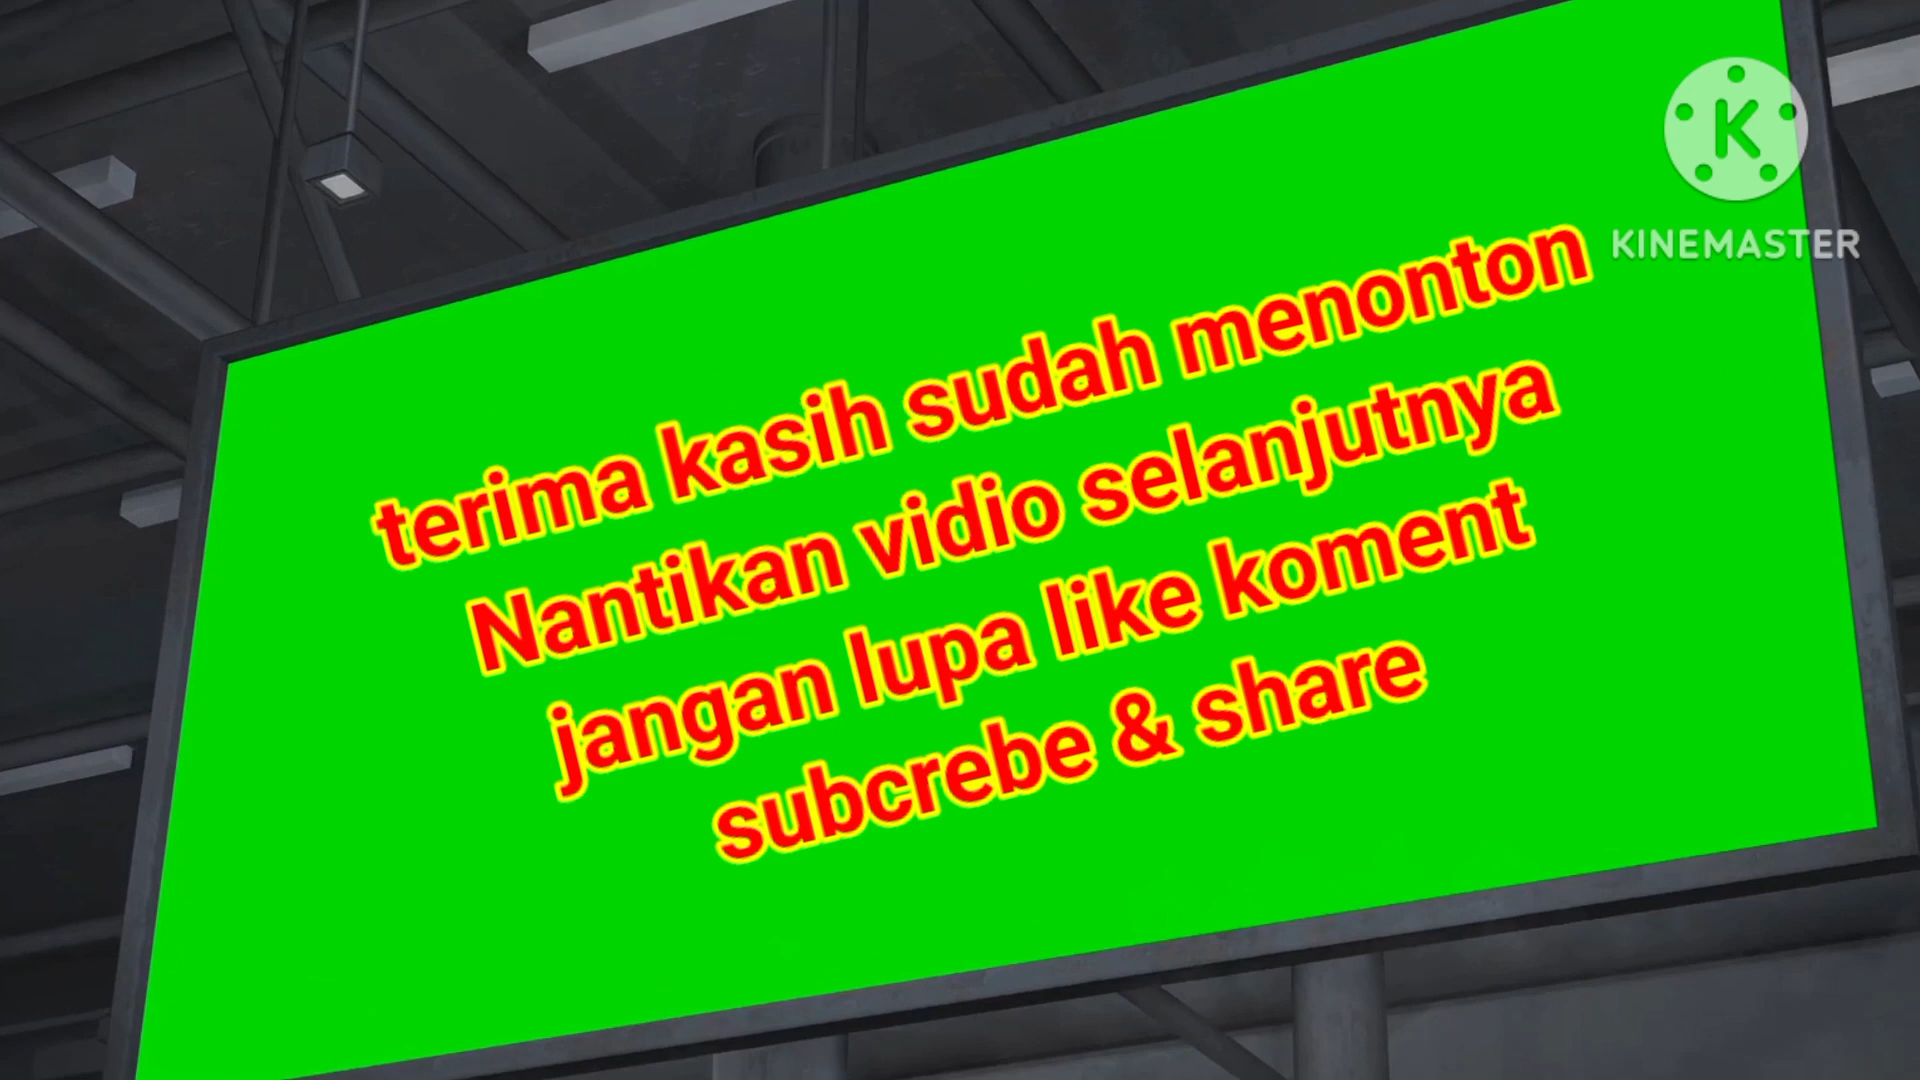 KINEMASTER
terima kasih sudah menonton
Nantikan vidio selanjutnya
jangan lupa like koment
subcrebe & share